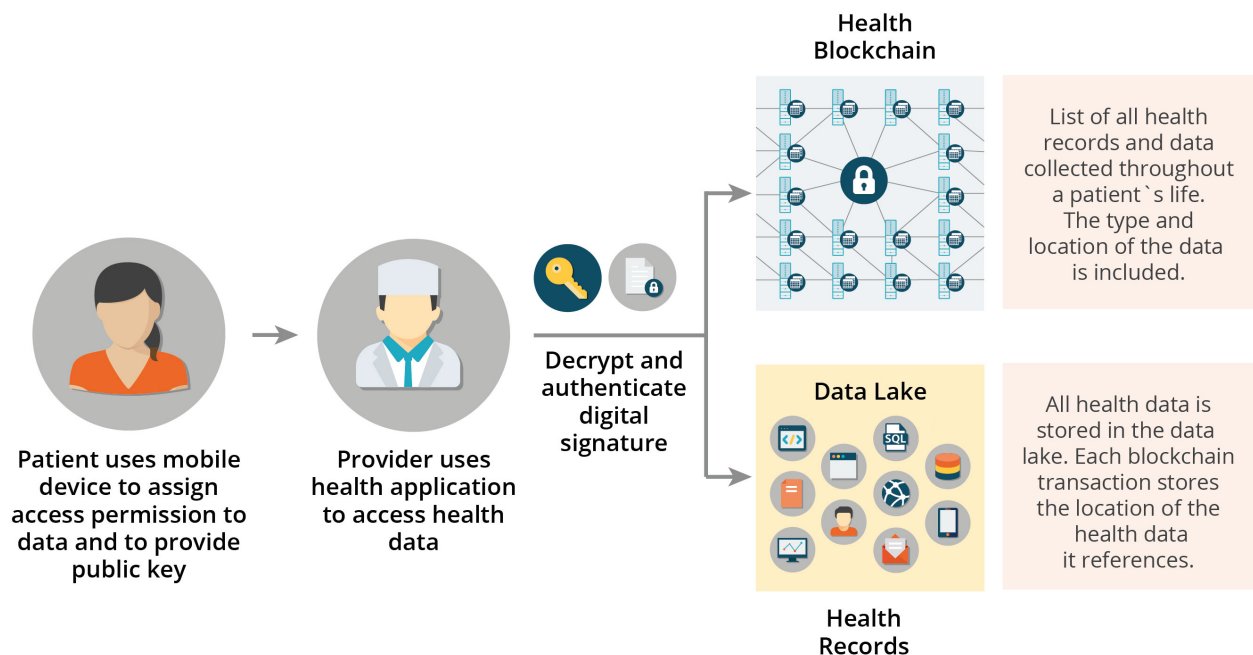 Health
Blockchain
List of all health
records and data
collected throughout
a patient`s life.
The type and
location of the data
is included.
Patient uses mobile
device to assign
access permission to
data and to provide
public key
Provider uses
health application
to access health
data
Decrypt and
authenticate
digital
signature
Data Lake
SQL
Health
Records
All health data is
stored in the data
lake. Each blockchain
transaction stores
the location of the
health data
it references.